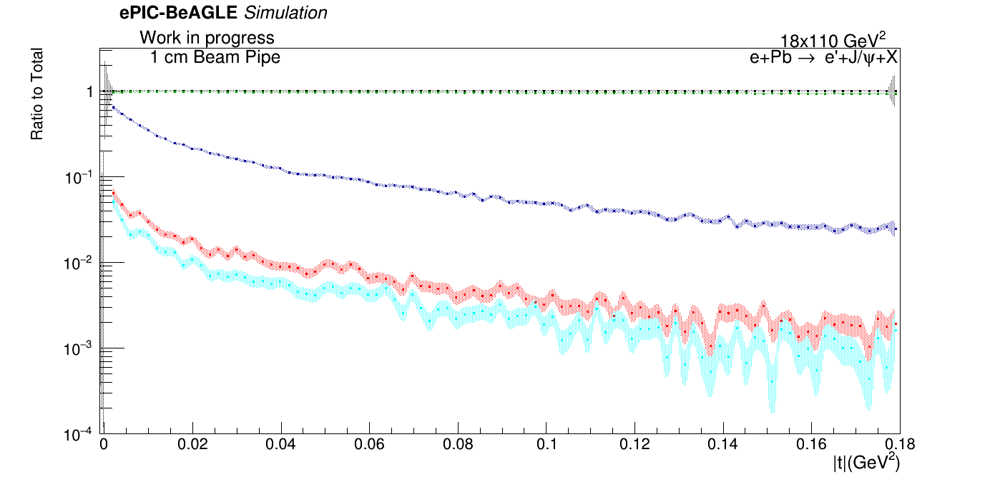 ePIC-BeAGLE Simulation
Work in progress
18x110 GeV²
1 cm Beam Pipe
e+Pb → e'+J/ψ+X
Ratio to Total
1
10⁻¹
10⁻²
10⁻³
10⁻⁴
0 0.02 0.04 0.06 0.08 0.1 0.12 0.14 0.16 0.18
|t|(GeV²)